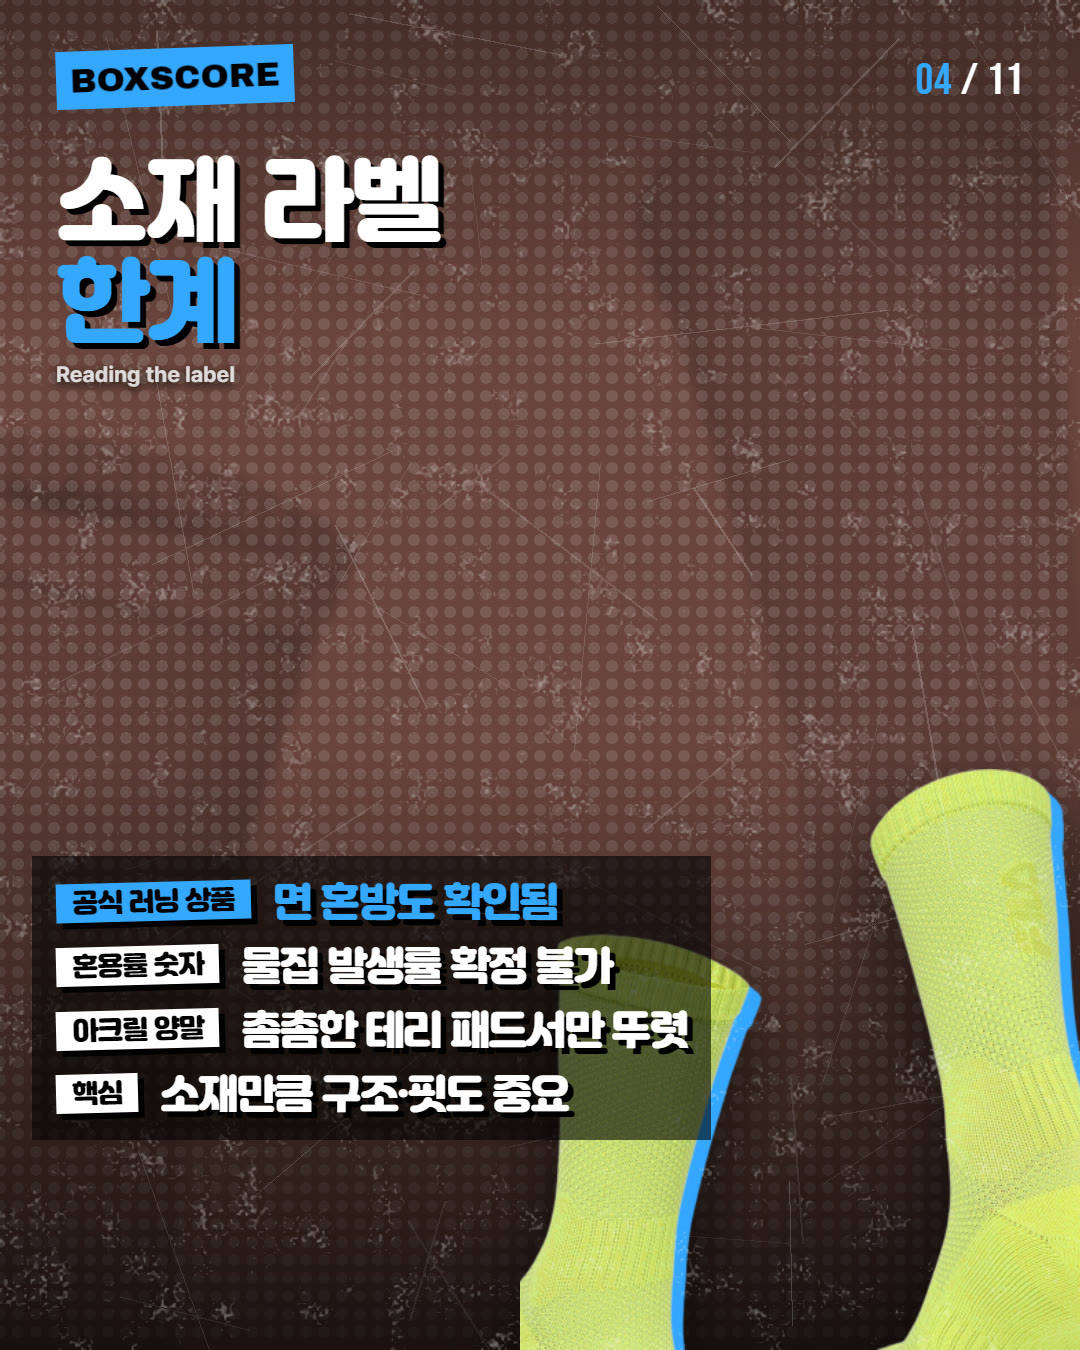 BOXSCORE
04 / 11
소재 라벨
한계
Reading the label
공식 러닝 상품 면 혼방도 확인됨
혼용률 숫자 물집 발생률 확정 불가
아크릴 양말 촘촘한 테리 패드서만 뚜렷
핵심 소재만큼 구조·핏도 중요